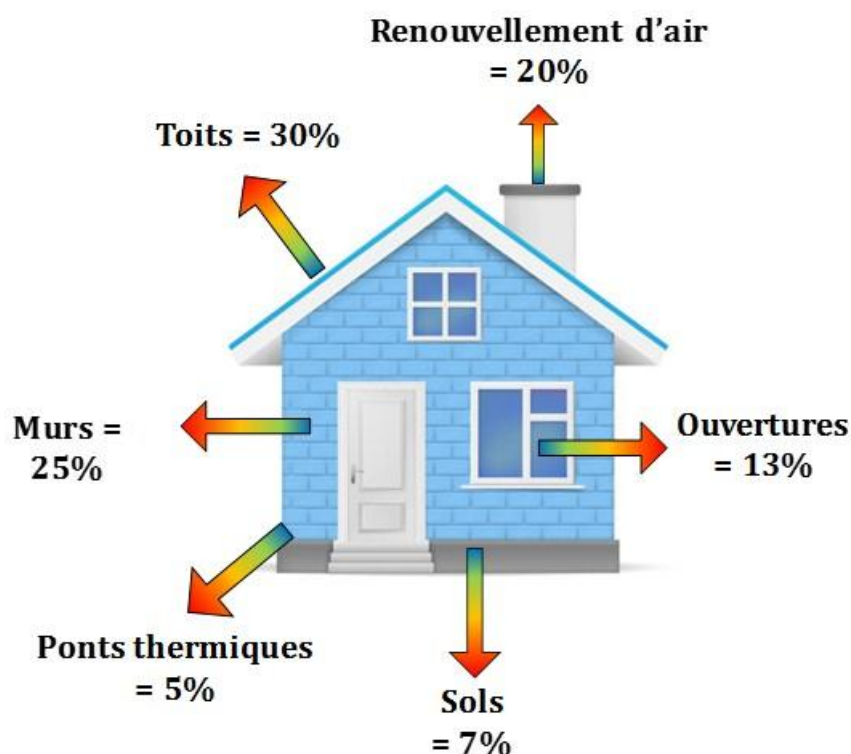 Renouvellement d’air
= 20%
Toits = 30%
Murs =
25%
Ouvertures
= 13%
Ponts thermiques
= 5%
Sols
= 7%